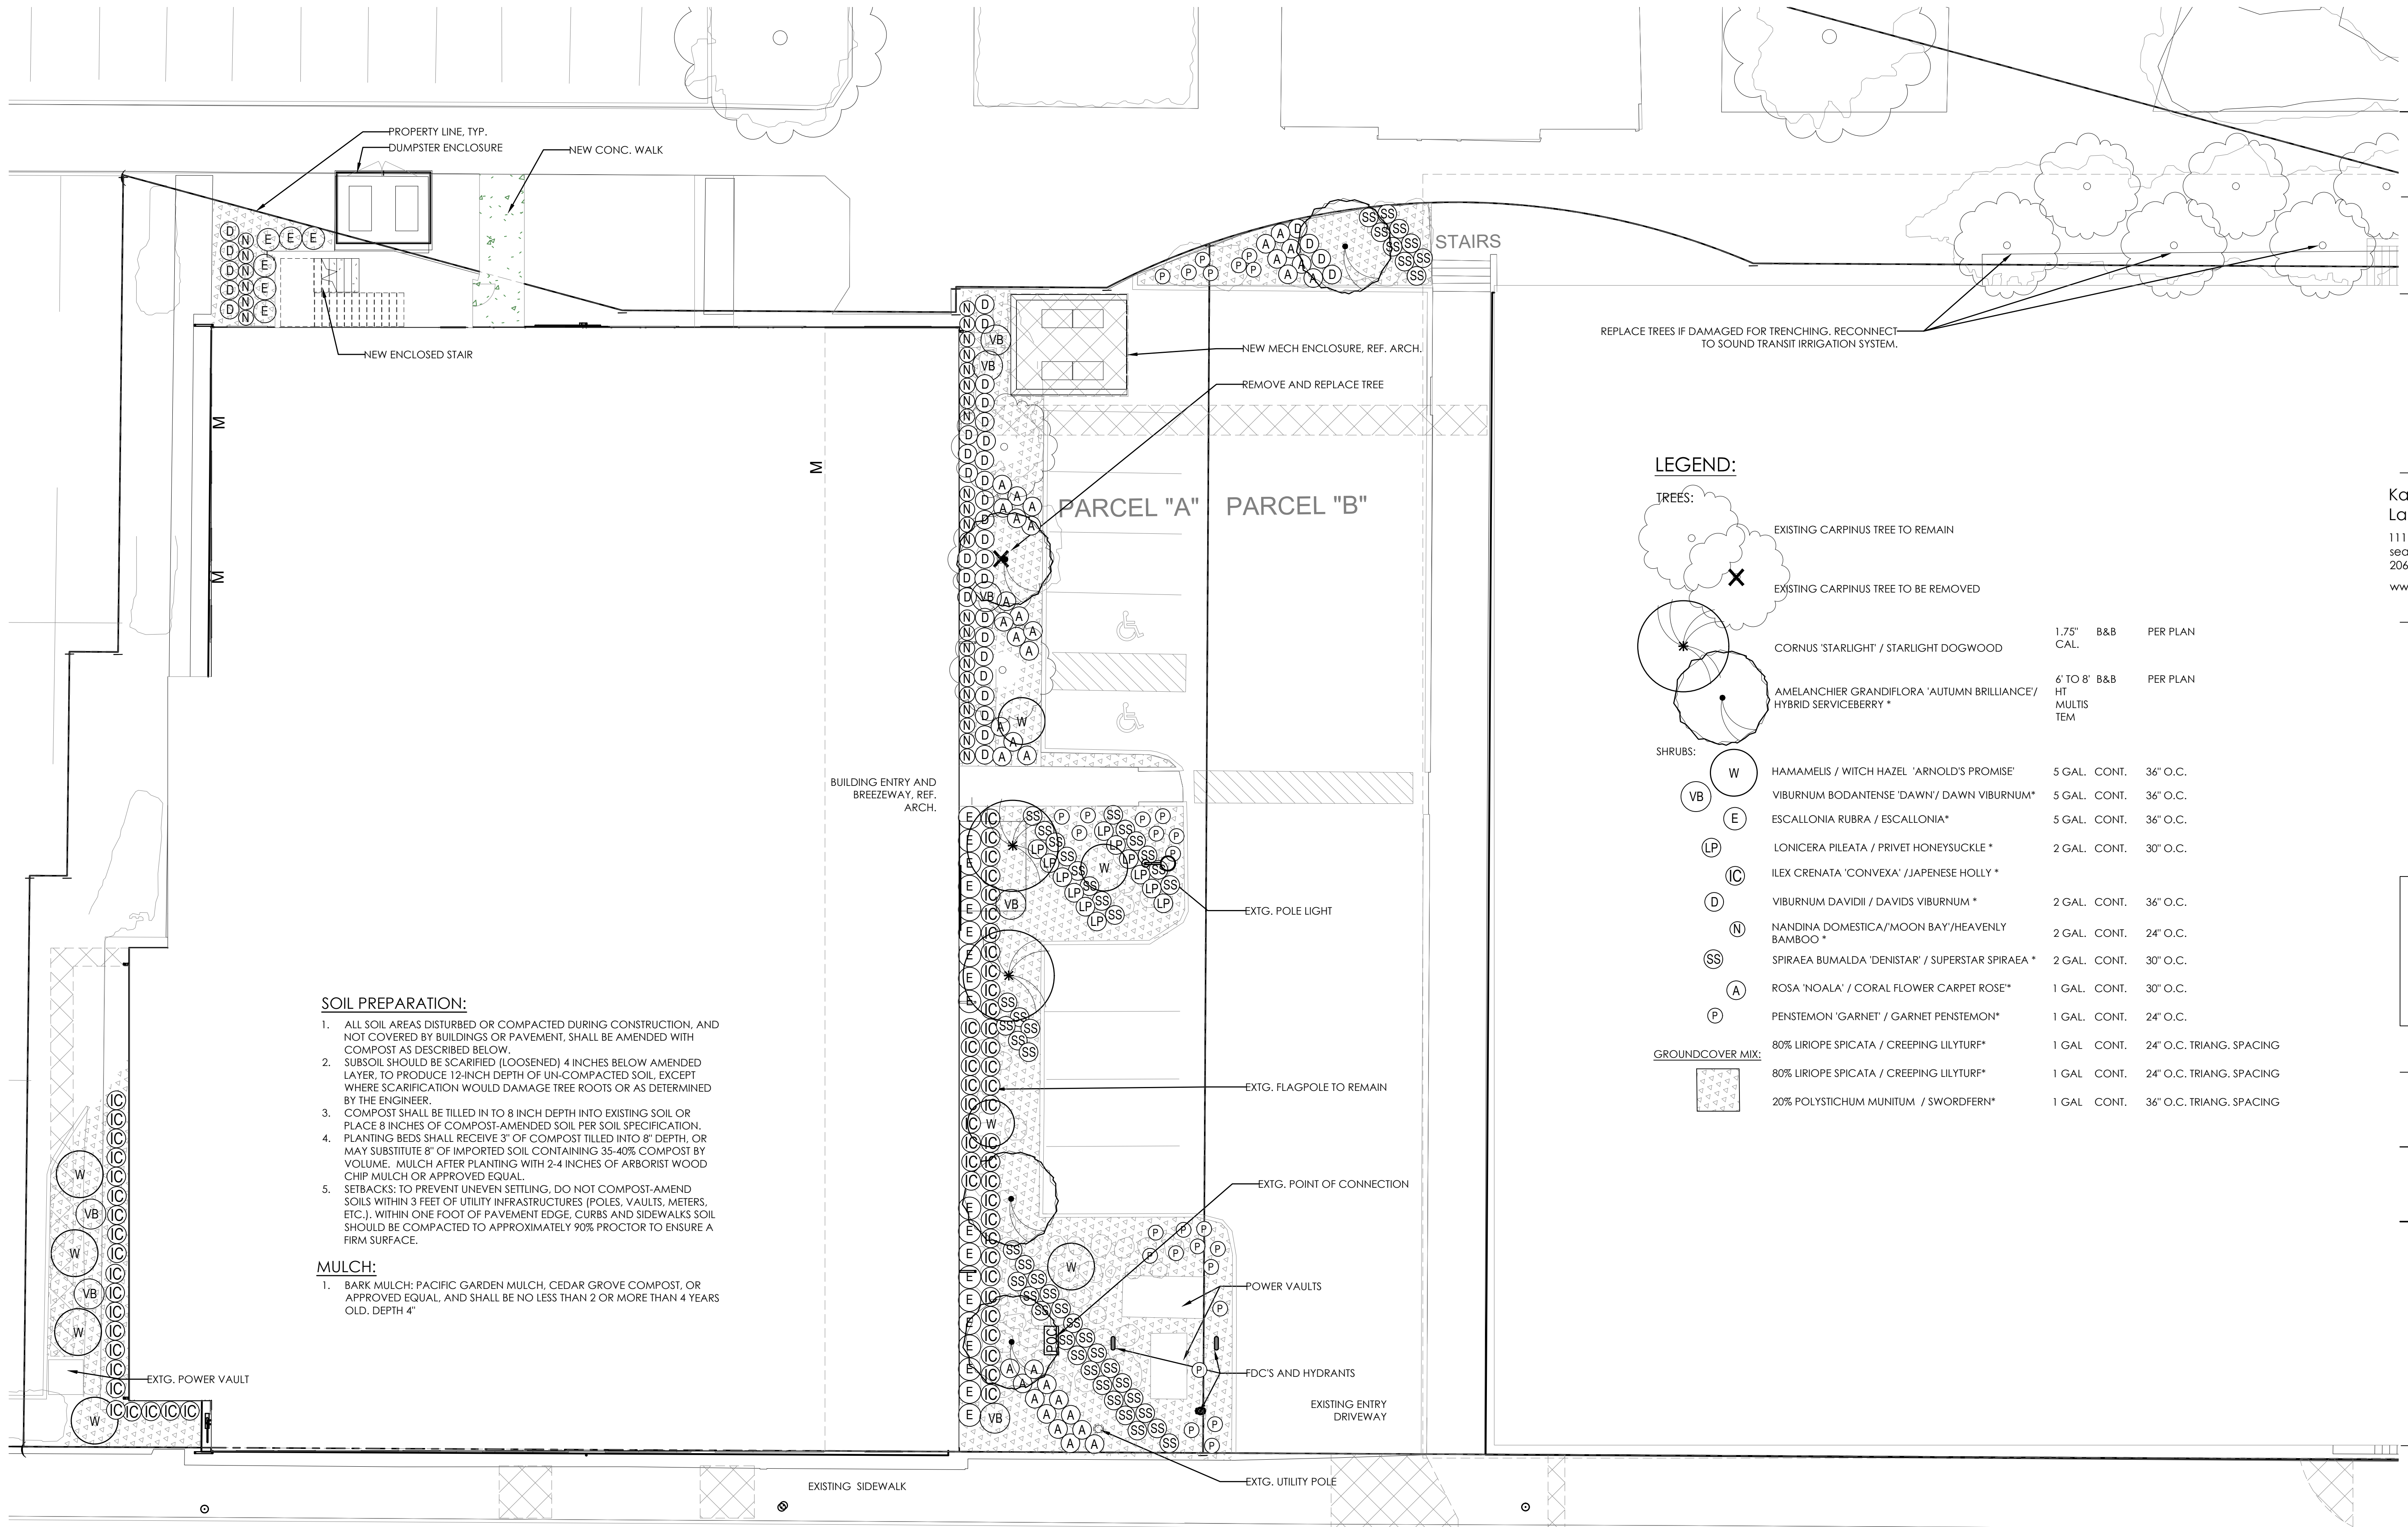 PROPERTY LINE, TYP.
DUMPSTER ENCLOSURE
NEW CONC. WALK
STAIRS
NEW ENCLOSED STAIR
NEW MECH ENCLOSURE, REF. ARCH.
REMOVE AND REPLACE TREE
REPLACE TREES IF DAMAGED FOR TRENCHING. RECONNECT
TO SOUND TRANSIT IRRIGATION SYSTEM.
M
M
M
PARCEL "A"
PARCEL "B"
BUILDING ENTRY AND
BREEZEWAY, REF.
ARCH.
EXTG. POLE LIGHT
EXTG. FLAGPOLE TO REMAIN
EXTG. POINT OF CONNECTION
POC
POWER VAULTS
FDC'S AND HYDRANTS
EXISTING ENTRY
DRIVEWAY
EXTG. UTILITY POLE
EXISTING SIDEWALK
EXTG. POWER VAULT
SOIL PREPARATION:
1. ALL SOIL AREAS DISTURBED OR COMPACTED DURING CONSTRUCTION, AND
NOT COVERED BY BUILDINGS OR PAVEMENT, SHALL BE AMENDED WITH
COMPOST AS DESCRIBED BELOW.
2. SUBSOIL SHOULD BE SCARIFIED (LOOSENED) 4 INCHES BELOW AMENDED
LAYER, TO PRODUCE 12-INCH DEPTH OF UN-COMPACTED SOIL, EXCEPT
WHERE SCARIFICATION WOULD DAMAGE TREE ROOTS OR AS DETERMINED
BY THE ENGINEER.
3. COMPOST SHALL BE TILLED IN TO 8 INCH DEPTH INTO EXISTING SOIL OR
PLACE 8 INCHES OF COMPOST-AMENDED SOIL PER SOIL SPECIFICATION.
4. PLANTING BEDS SHALL RECEIVE 3" OF COMPOST TILLED INTO 8" DEPTH, OR
MAY SUBSTITUTE 8" OF IMPORTED SOIL CONTAINING 35-40% COMPOST BY
VOLUME. MULCH AFTER PLANTING WITH 2-4 INCHES OF ARBORIST WOOD
CHIP MULCH OR APPROVED EQUAL.
5. SETBACKS: TO PREVENT UNEVEN SETTLING, DO NOT COMPOST-AMEND
SOILS WITHIN 3 FEET OF UTILITY INFRASTRUCTURES (POLES, VAULTS, METERS,
ETC.). WITHIN ONE FOOT OF PAVEMENT EDGE, CURBS AND SIDEWALKS SOIL
SHOULD BE COMPACTED TO APPROXIMATELY 90% PROCTOR TO ENSURE A
FIRM SURFACE.
MULCH:
1. BARK MULCH: PACIFIC GARDEN MULCH, CEDAR GROVE COMPOST, OR
APPROVED EQUAL, AND SHALL BE NO LESS THAN 2 OR MORE THAN 4 YEARS
OLD. DEPTH 4"
LEGEND:
TREES:
EXISTING CARPINUS TREE TO REMAIN
EXISTING CARPINUS TREE TO BE REMOVED
CORNUS 'STARLIGHT' / STARLIGHT DOGWOOD 1.75" B&B PER PLAN
CAL.
AMELANCHIER GRANDIFLORA 'AUTUMN BRILLIANCE'/ 6' TO 8' B&B PER PLAN
HYBRID SERVICEBERRY * HT
MULTIS
TEM
SHRUBS:
W HAMAMELIS / WITCH HAZEL 'ARNOLD'S PROMISE' 5 GAL. CONT. 36" O.C.
VB VIBURNUM BODANTENSE 'DAWN'/ DAWN VIBURNUM* 5 GAL. CONT. 36" O.C.
E ESCALLONIA RUBRA / ESCALLONIA* 5 GAL. CONT. 36" O.C.
LP LONICERA PILEATA / PRIVET HONEYSUCKLE * 2 GAL. CONT. 30" O.C.
IC ILEX CRENATA 'CONVEXA' /JAPENESE HOLLY *
D VIBURNUM DAVIDII / DAVIDS VIBURNUM * 2 GAL. CONT. 36" O.C.
N NANDINA DOMESTICA/'MOON BAY'/HEAVENLY 2 GAL. CONT. 24" O.C.
BAMBOO *
SS SPIRAEA BUMALDA 'DENISTAR' / SUPERSTAR SPIRAEA * 2 GAL. CONT. 30" O.C.
A ROSA 'NOALA' / CORAL FLOWER CARPET ROSE'* 1 GAL. CONT. 30" O.C.
P PENSTEMON 'GARNET' / GARNET PENSTEMON* 1 GAL. CONT. 24" O.C.
80% LIRIOPE SPICATA / CREEPING LILYTURF* 1 GAL CONT. 24" O.C. TRIANG. SPACING
GROUNDCOVER MIX:
80% LIRIOPE SPICATA / CREEPING LILYTURF* 1 GAL CONT. 24" O.C. TRIANG. SPACING
20% POLYSTICHUM MUNITUM / SWORDFERN* 1 GAL CONT. 36" O.C. TRIANG. SPACING